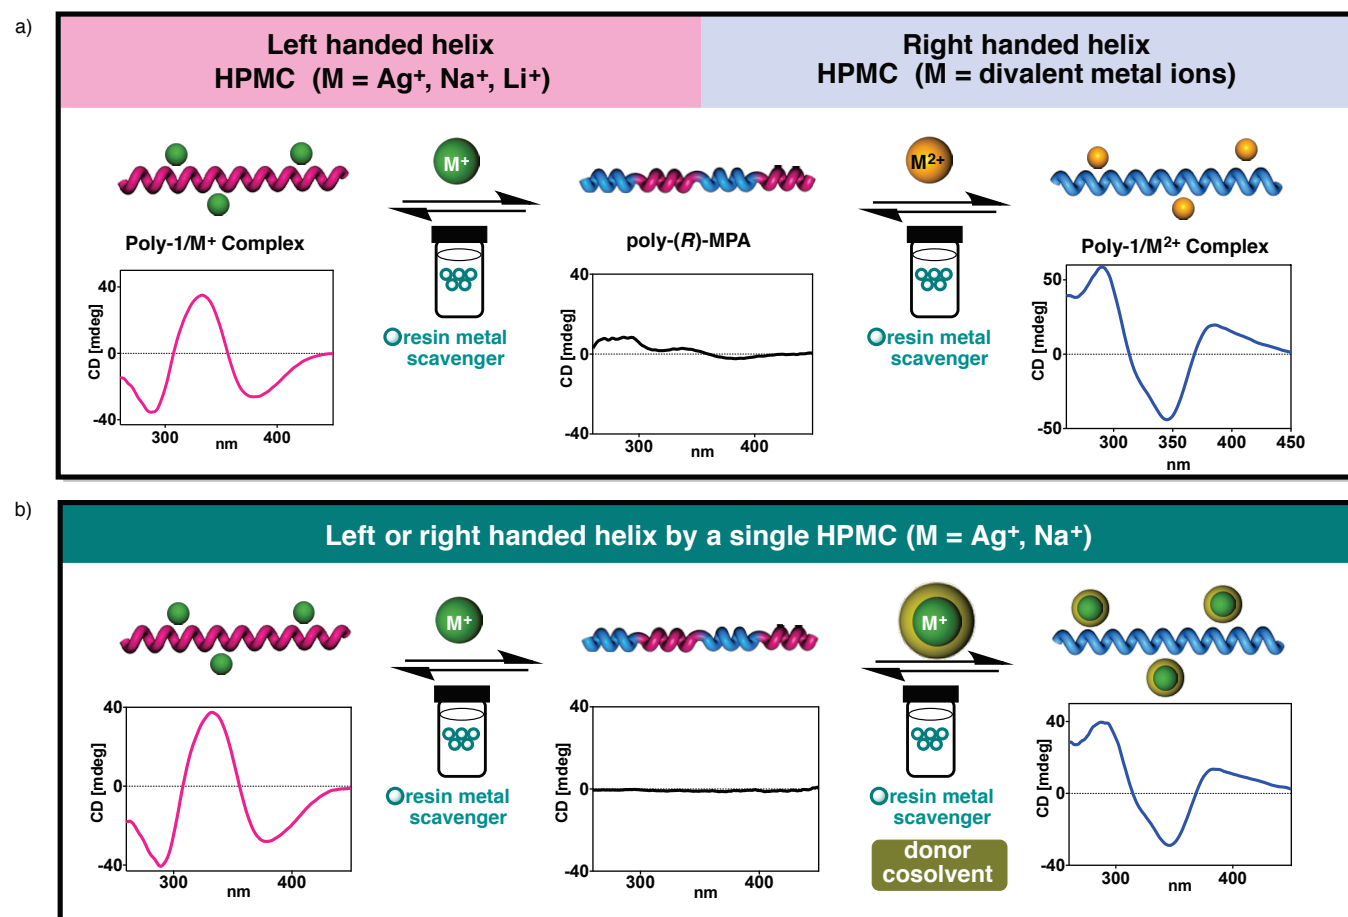 a)
Left handed helix
HPMC (M = Ag⁺, Na⁺, Li⁺)
Right handed helix
HPMC (M = divalent metal ions)
M⁺
M²⁺
Poly-1/M⁺ Complex
poly-(R)-MPA
Poly-1/M²⁺ Complex
CD [mdeg]
40
0
-40
300
400
nm
resin metal
scavenger
CD [mdeg]
40
0
-40
300
400
nm
resin metal
scavenger
CD [mdeg]
50
0
-50
300
350
400
450
nm
b)
Left or right handed helix by a single HPMC (M = Ag⁺, Na⁺)
M⁺
M⁺
CD [mdeg]
40
0
-40
300
400
nm
resin metal
scavenger
CD [mdeg]
40
0
-40
300
400
nm
resin metal
scavenger
donor
cosolvent
CD [mdeg]
40
0
-40
300
400
nm